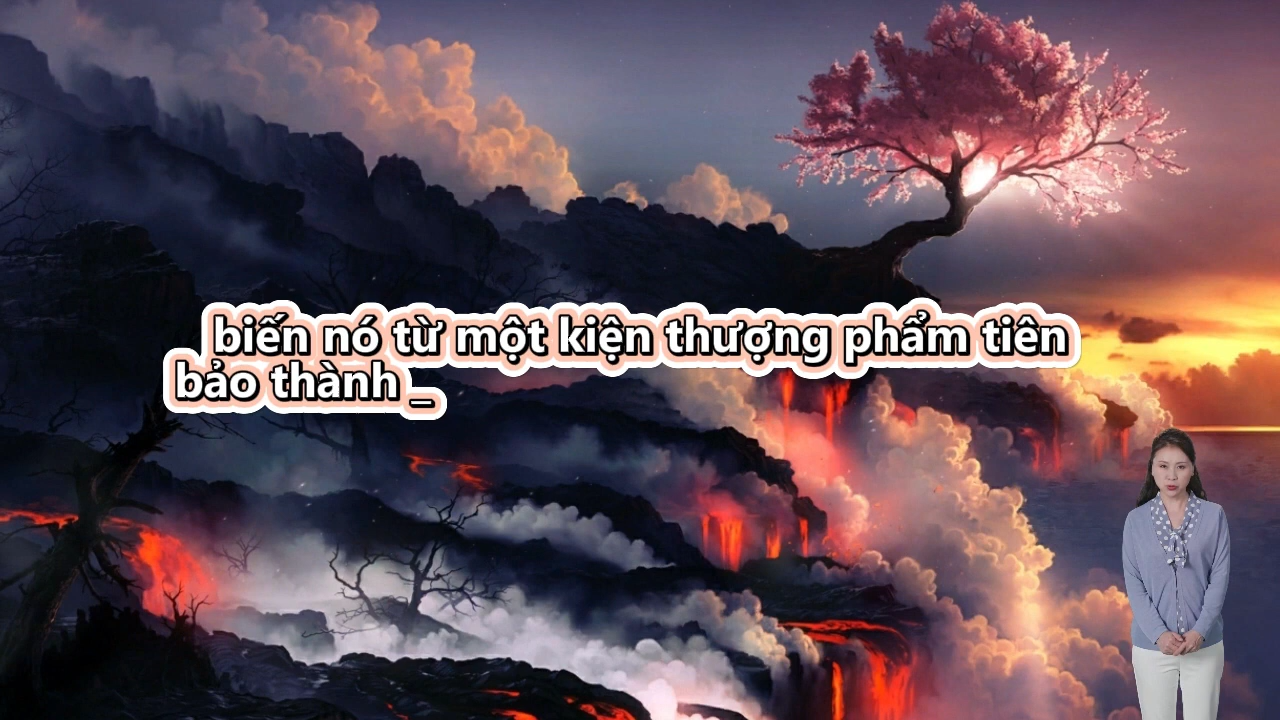 biến nó từ một kiện thượng phẩm tiên
bảo thành _